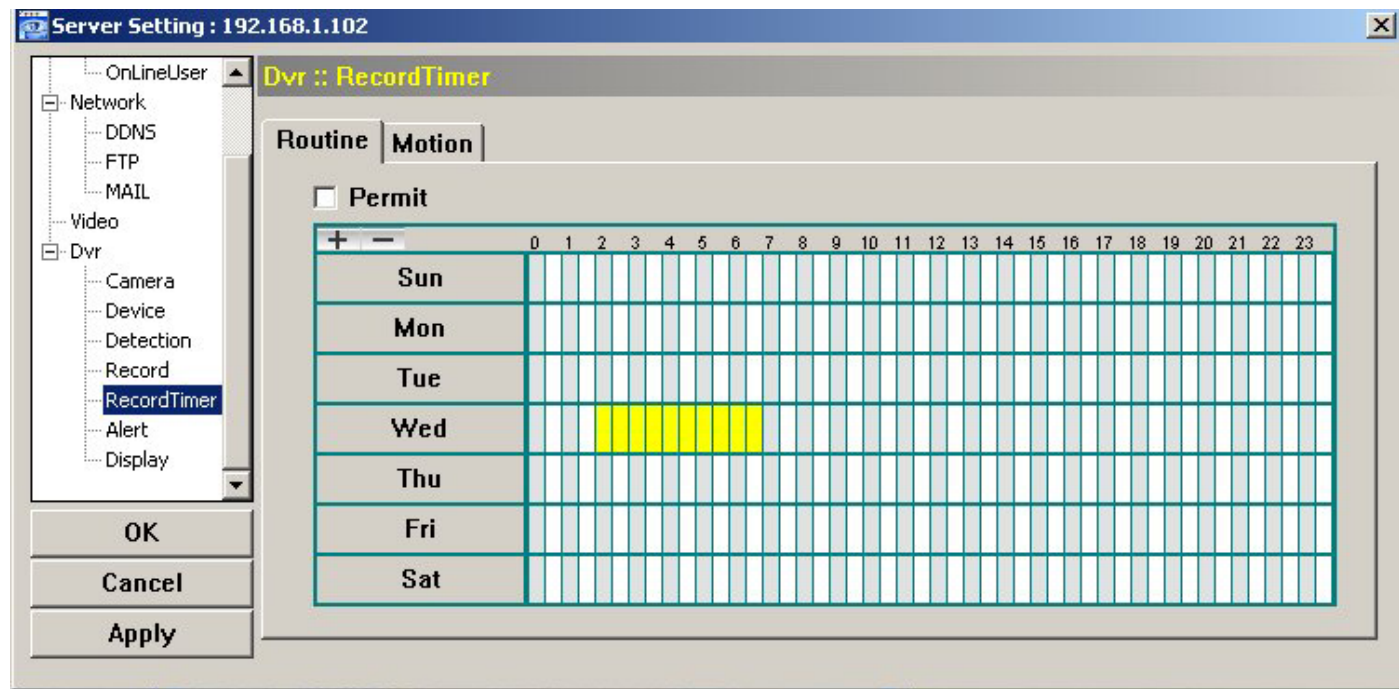 Server Setting : 192.168.1.102
OnLineUser
Network
DDNS
FTP
MAIL
Video
Dvr
Camera
Device
Detection
Record
RecordTimer
Alert
Display
OK
Cancel
Apply
Dvr :: RecordTimer
Routine Motion
Permit
+ − 0 1 2 3 4 5 6 7 8 9 10 11 12 13 14 15 16 17 18 19 20 21 22 23
Sun
Mon
Tue
Wed
Thu
Fri
Sat